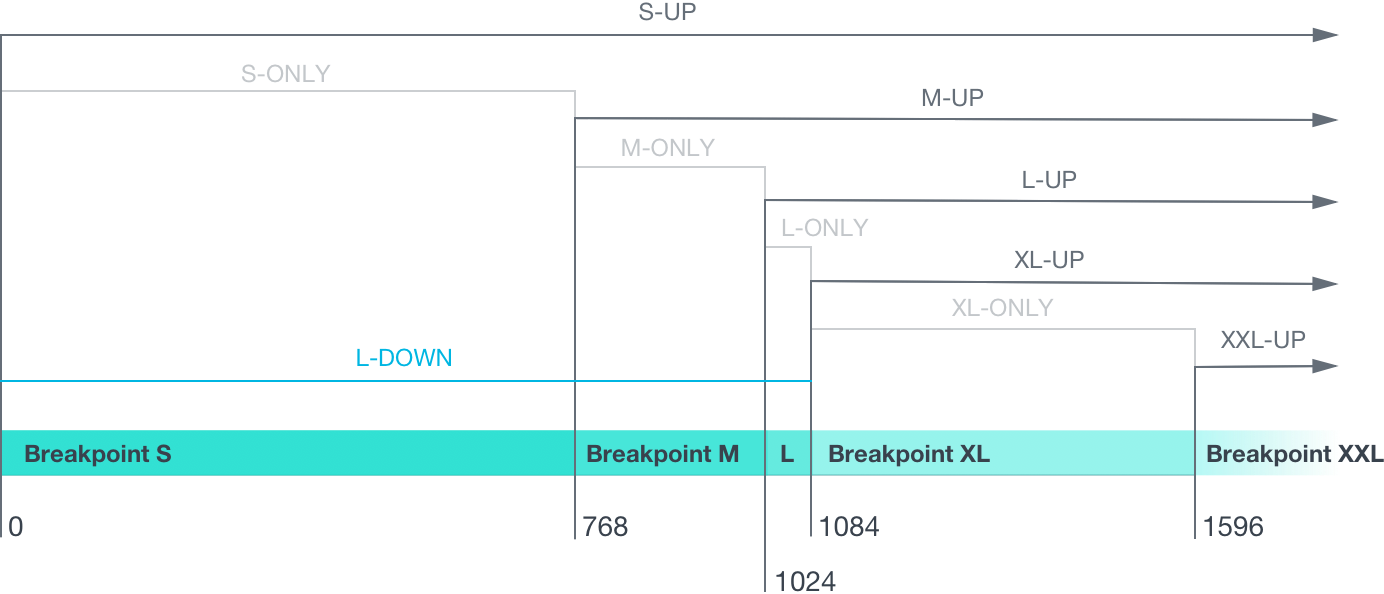 S-UP
S-ONLY
M-UP
M-ONLY
L-UP
L-ONLY
XL-UP
XL-ONLY
XXL-UP
L-DOWN
Breakpoint S
Breakpoint M
L
Breakpoint XL
Breakpoint XXL
0
768
1084
1596
1024